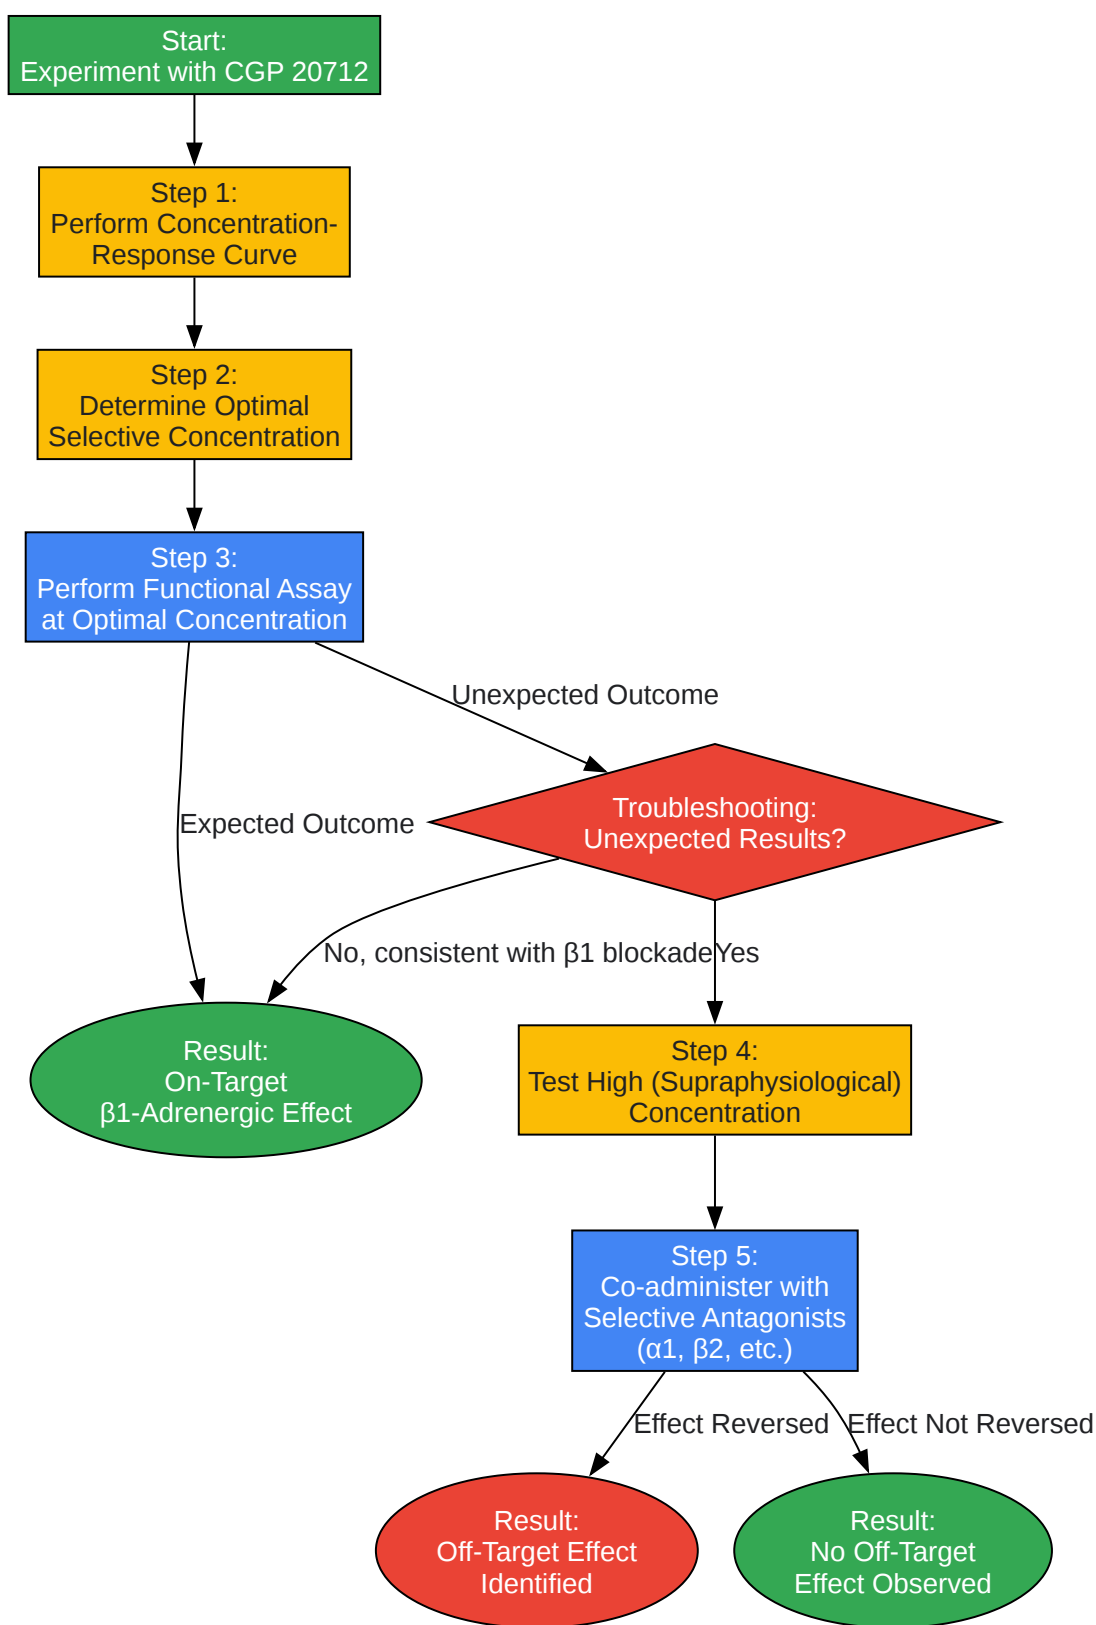 Start:
Experiment with CGP 20712
Step 1:
Perform Concentration-
Response Curve
Step 2:
Determine Optimal
Selective Concentration
Step 3:
Perform Functional Assay
at Optimal Concentration
Unexpected Outcome
Expected Outcome
Troubleshooting:
Unexpected Results?
No, consistent with β1 blockade
Yes
Result:
On-Target
β1-Adrenergic Effect
Step 4:
Test High (Supraphysiological)
Concentration
Step 5:
Co-administer with
Selective Antagonists
(α1, β2, etc.)
Effect Reversed
Effect Not Reversed
Result:
Off-Target Effect
Identified
Result:
No Off-Target
Effect Observed